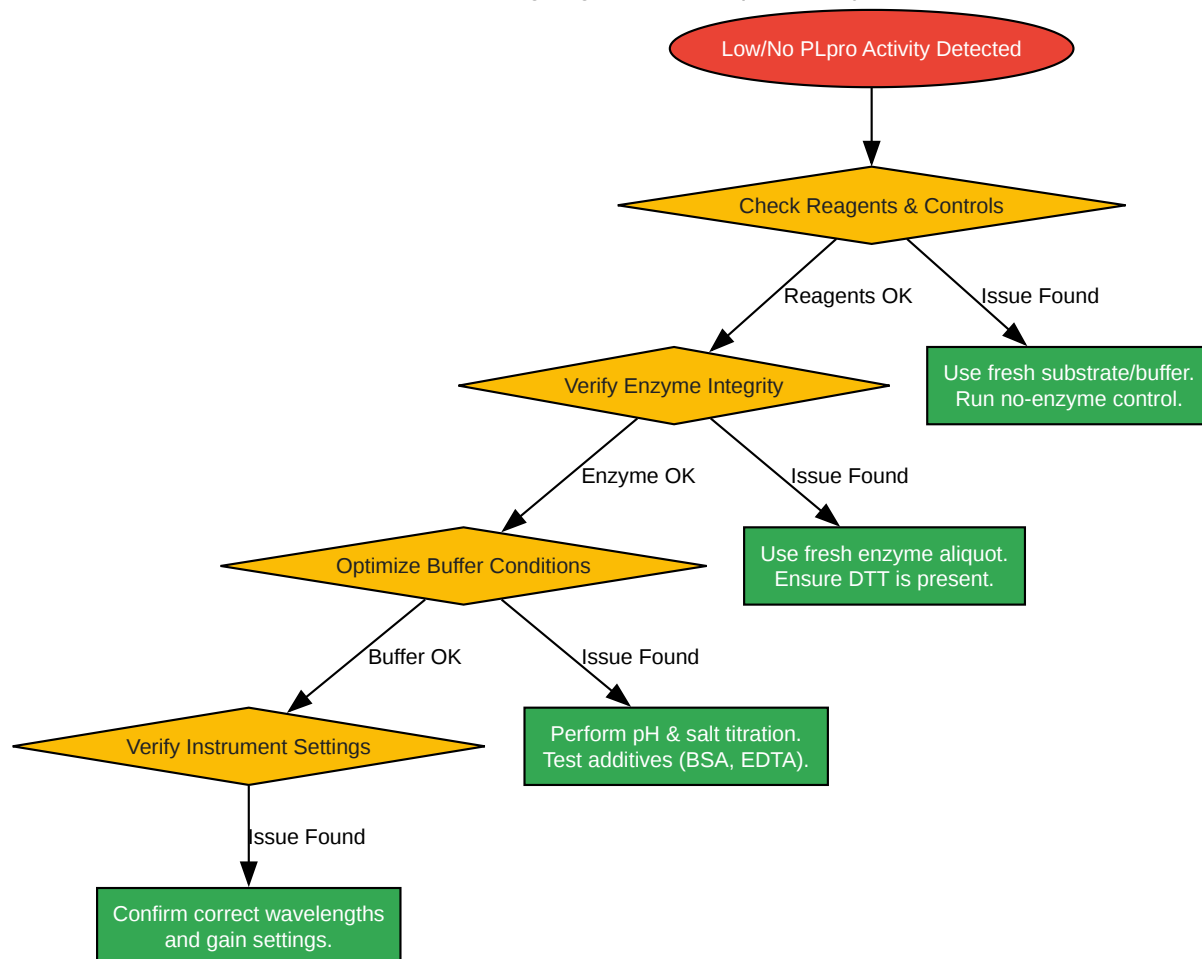 Low/No PLpro Activity Detected
Check Reagents & Controls
Reagents OK
Issue Found
Verify Enzyme Integrity
Use fresh substrate/buffer.
Run no-enzyme control.
Enzyme OK
Issue Found
Optimize Buffer Conditions
Use fresh enzyme aliquot.
Ensure DTT is present.
Buffer OK
Issue Found
Verify Instrument Settings
Perform pH & salt titration.
Test additives (BSA, EDTA).
Issue Found
Confirm correct wavelengths
and gain settings.